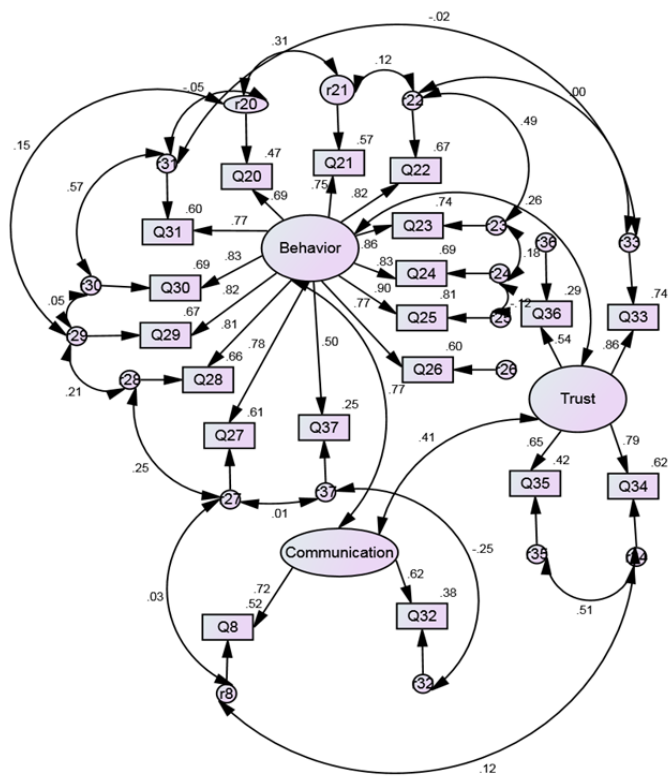 -.02
.31
.12
-.05
r20
r21
r22
.00
.15
.49
.57
r31
.47
.57
.67
Q20
Q21
Q22
.69
.75
.82
.26
.60
.77
.74
Q31
Behavior
.86
Q23
r23
r36
r33
.83
.69
.83
.69
.18
r30
Q30
Q24
r24
.29
.74
.82
.90
.81
-.12
.05
.67
Q36
Q33
r29
Q29
.81
.77
Q25
r25
.54
.86
.78
.50
.60
.66
.21
r28
Q28
Q26
r26
.77
Trust
.61
.25
.41
.65
.79
Q27
Q37
.42
.62
.25
Q35
Q34
r27
r37
.01
Communication
-.25
r35
r34
.03
.72
.62
.52
.38
.51
Q8
Q32
r8
r32
.12